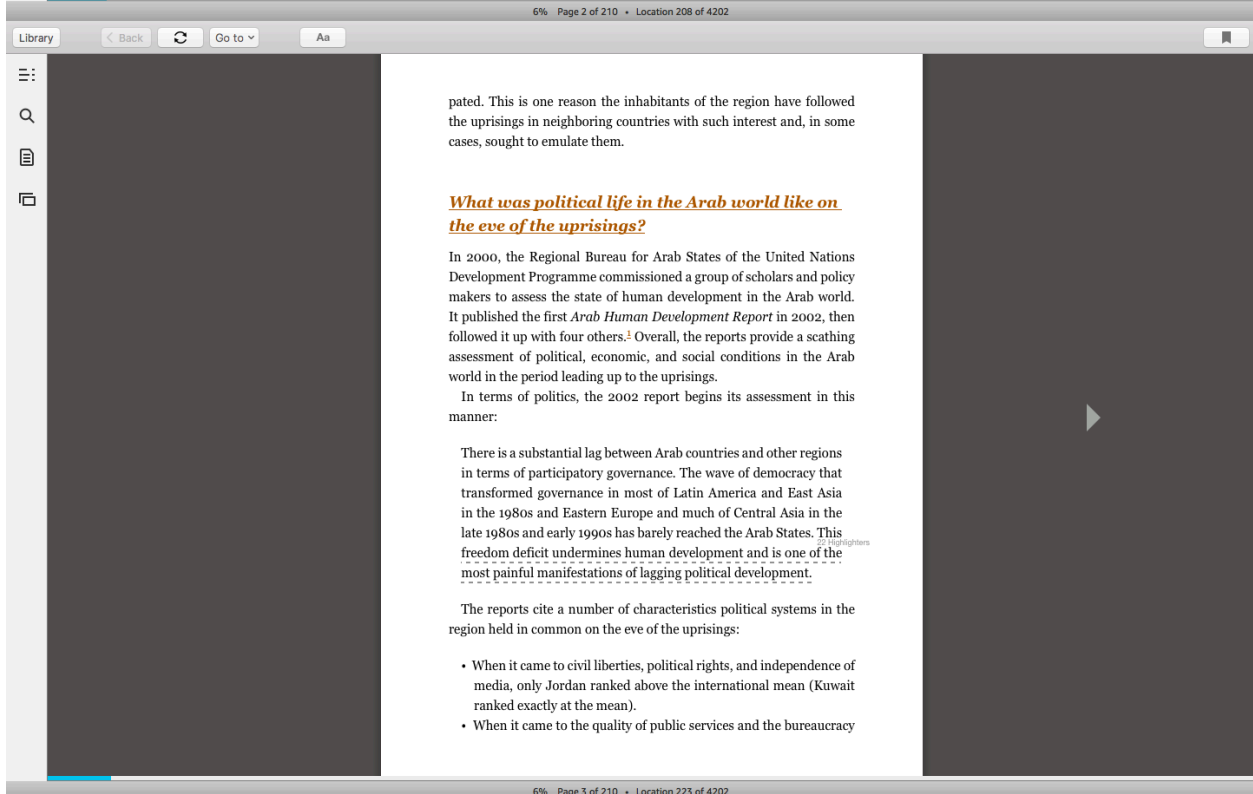 6% Page 2 of 210 • Location 208 of 4202
Library
Back
Go to
Aa
pated. This is one reason the inhabitants of the region have followed
the uprisings in neighboring countries with such interest and, in some
cases, sought to emulate them.
What was political life in the Arab world like on
the eve of the uprisings?
In 2000, the Regional Bureau for Arab States of the United Nations
Development Programme commissioned a group of scholars and policy
makers to assess the state of human development in the Arab world.
It published the first Arab Human Development Report in 2002, then
followed it up with four others.1 Overall, the reports provide a scathing
assessment of political, economic, and social conditions in the Arab
world in the period leading up to the uprisings.
In terms of politics, the 2002 report begins its assessment in this
manner:
There is a substantial lag between Arab countries and other regions
in terms of participatory governance. The wave of democracy that
transformed governance in most of Latin America and East Asia
in the 1980s and Eastern Europe and much of Central Asia in the
late 1980s and early 1990s has barely reached the Arab States. This
22 Highlighters
freedom deficit undermines human development and is one of the
most painful manifestations of lagging political development.
The reports cite a number of characteristics political systems in the
region held in common on the eve of the uprisings:
• When it came to civil liberties, political rights, and independence of
media, only Jordan ranked above the international mean (Kuwait
ranked exactly at the mean).
• When it came to the quality of public services and the bureaucracy
6% Page 3 of 210 • Location 223 of 4202